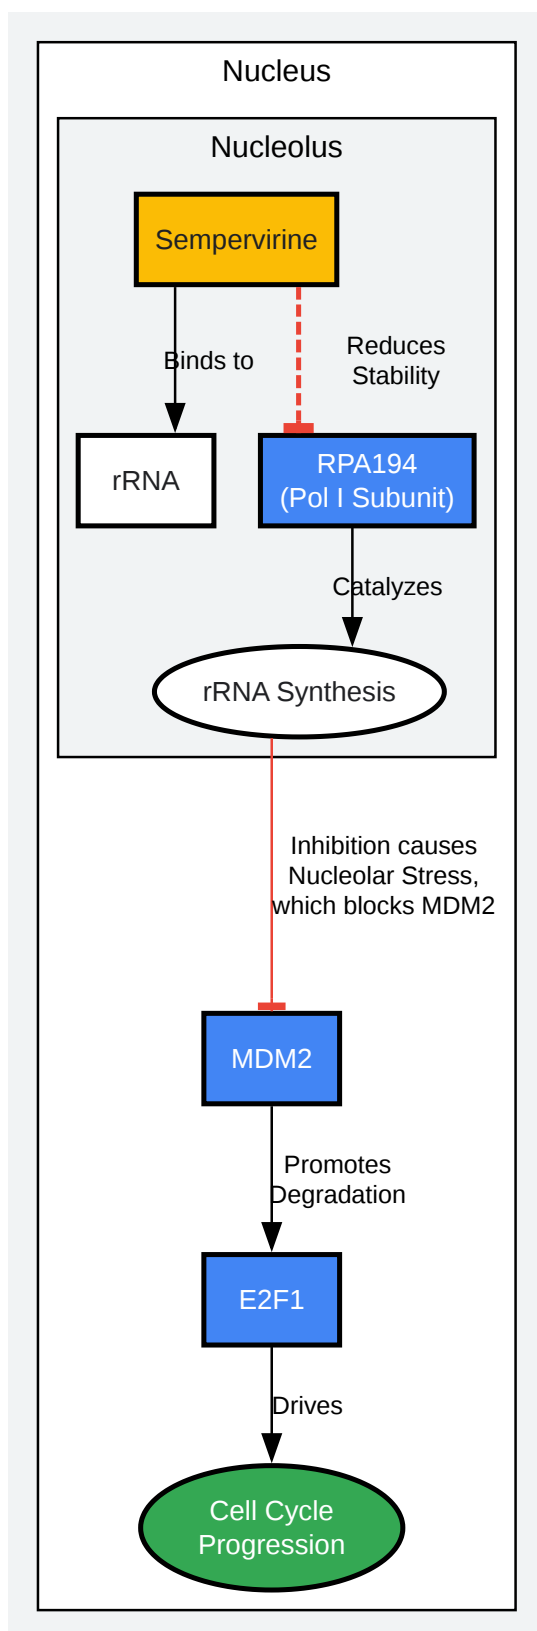 Nucleus
Nucleolus
Sempervirine
Binds to
Reduces
Stability
rRNA
RPA194
(Pol I Subunit)
Catalyzes
rRNA Synthesis
Inhibition causes
Nucleolar Stress,
which blocks MDM2
MDM2
Promotes
Degradation
E2F1
Drives
Cell Cycle
Progression